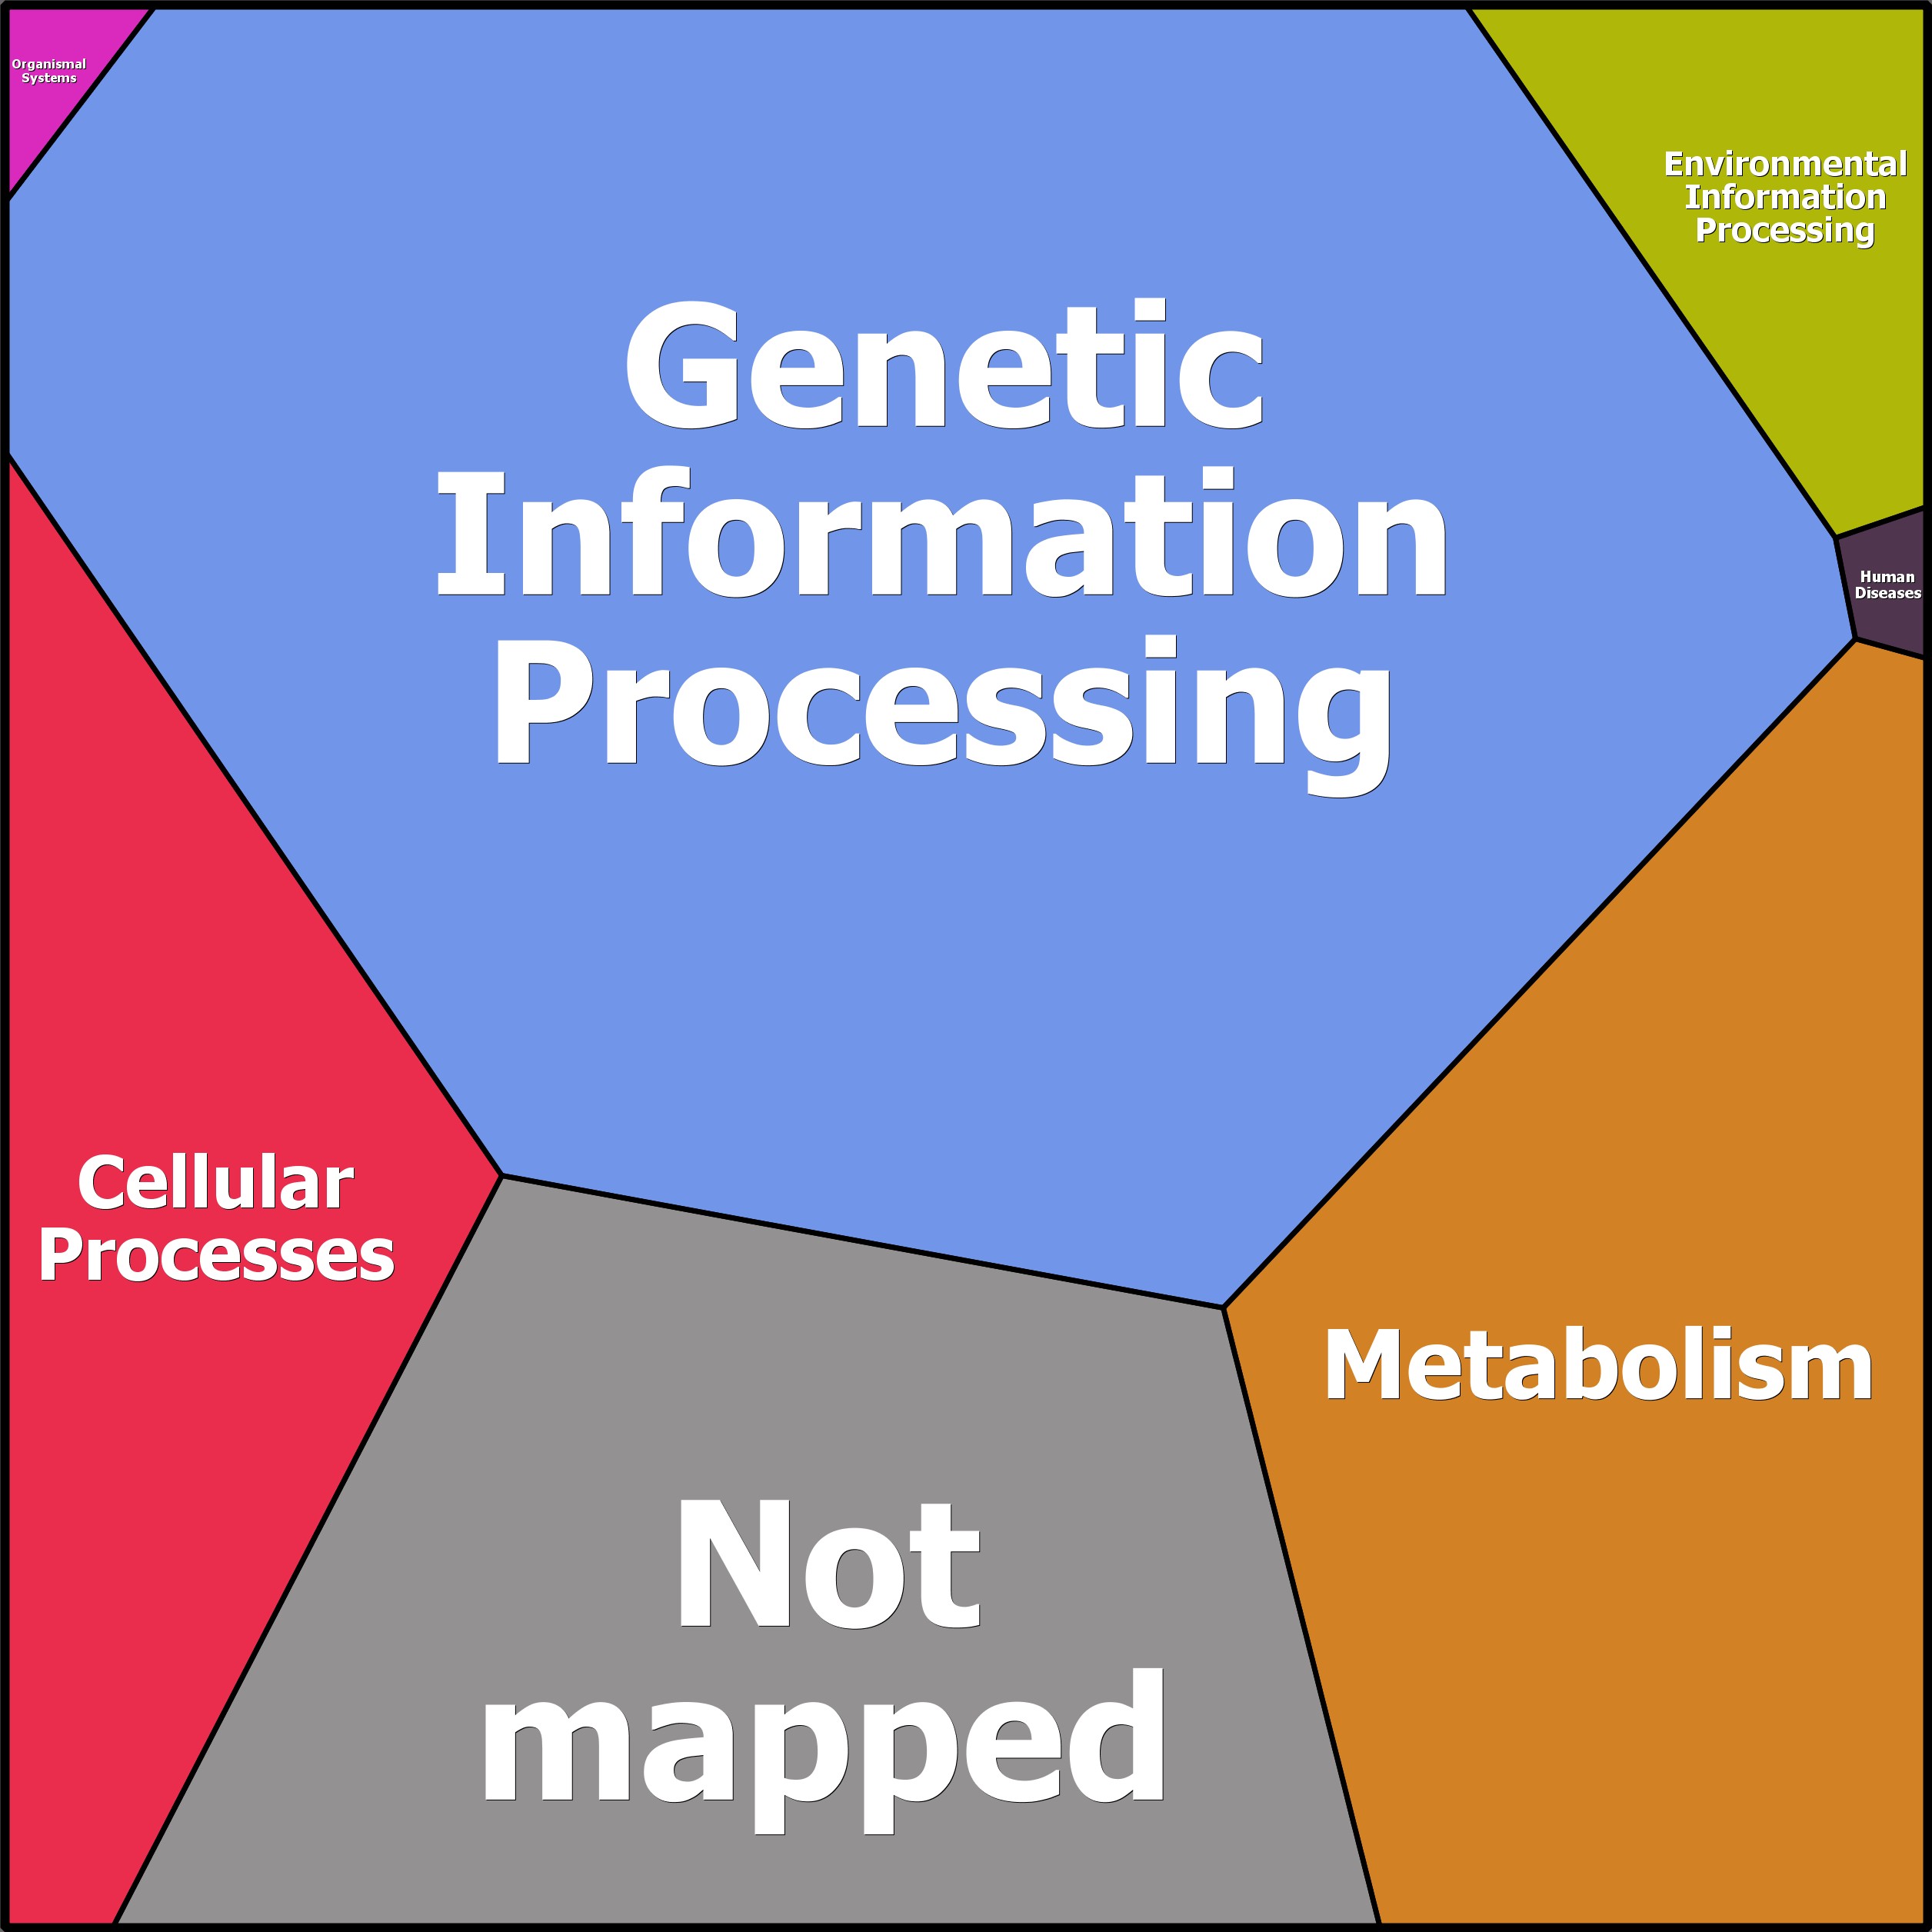 Organismal
Systems
Genetic
Information
Processing
Environmental
Information
Processing
Human
Diseases
Cellular
Processes
Metabolism
Not
mapped